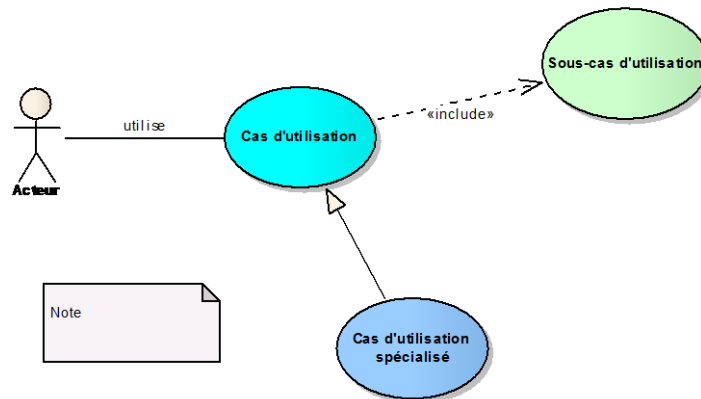 Sous-cas d'utilisation
utilise
«include»
Cas d'utilisation
Acteur
Note
Cas d'utilisation
spécialisé